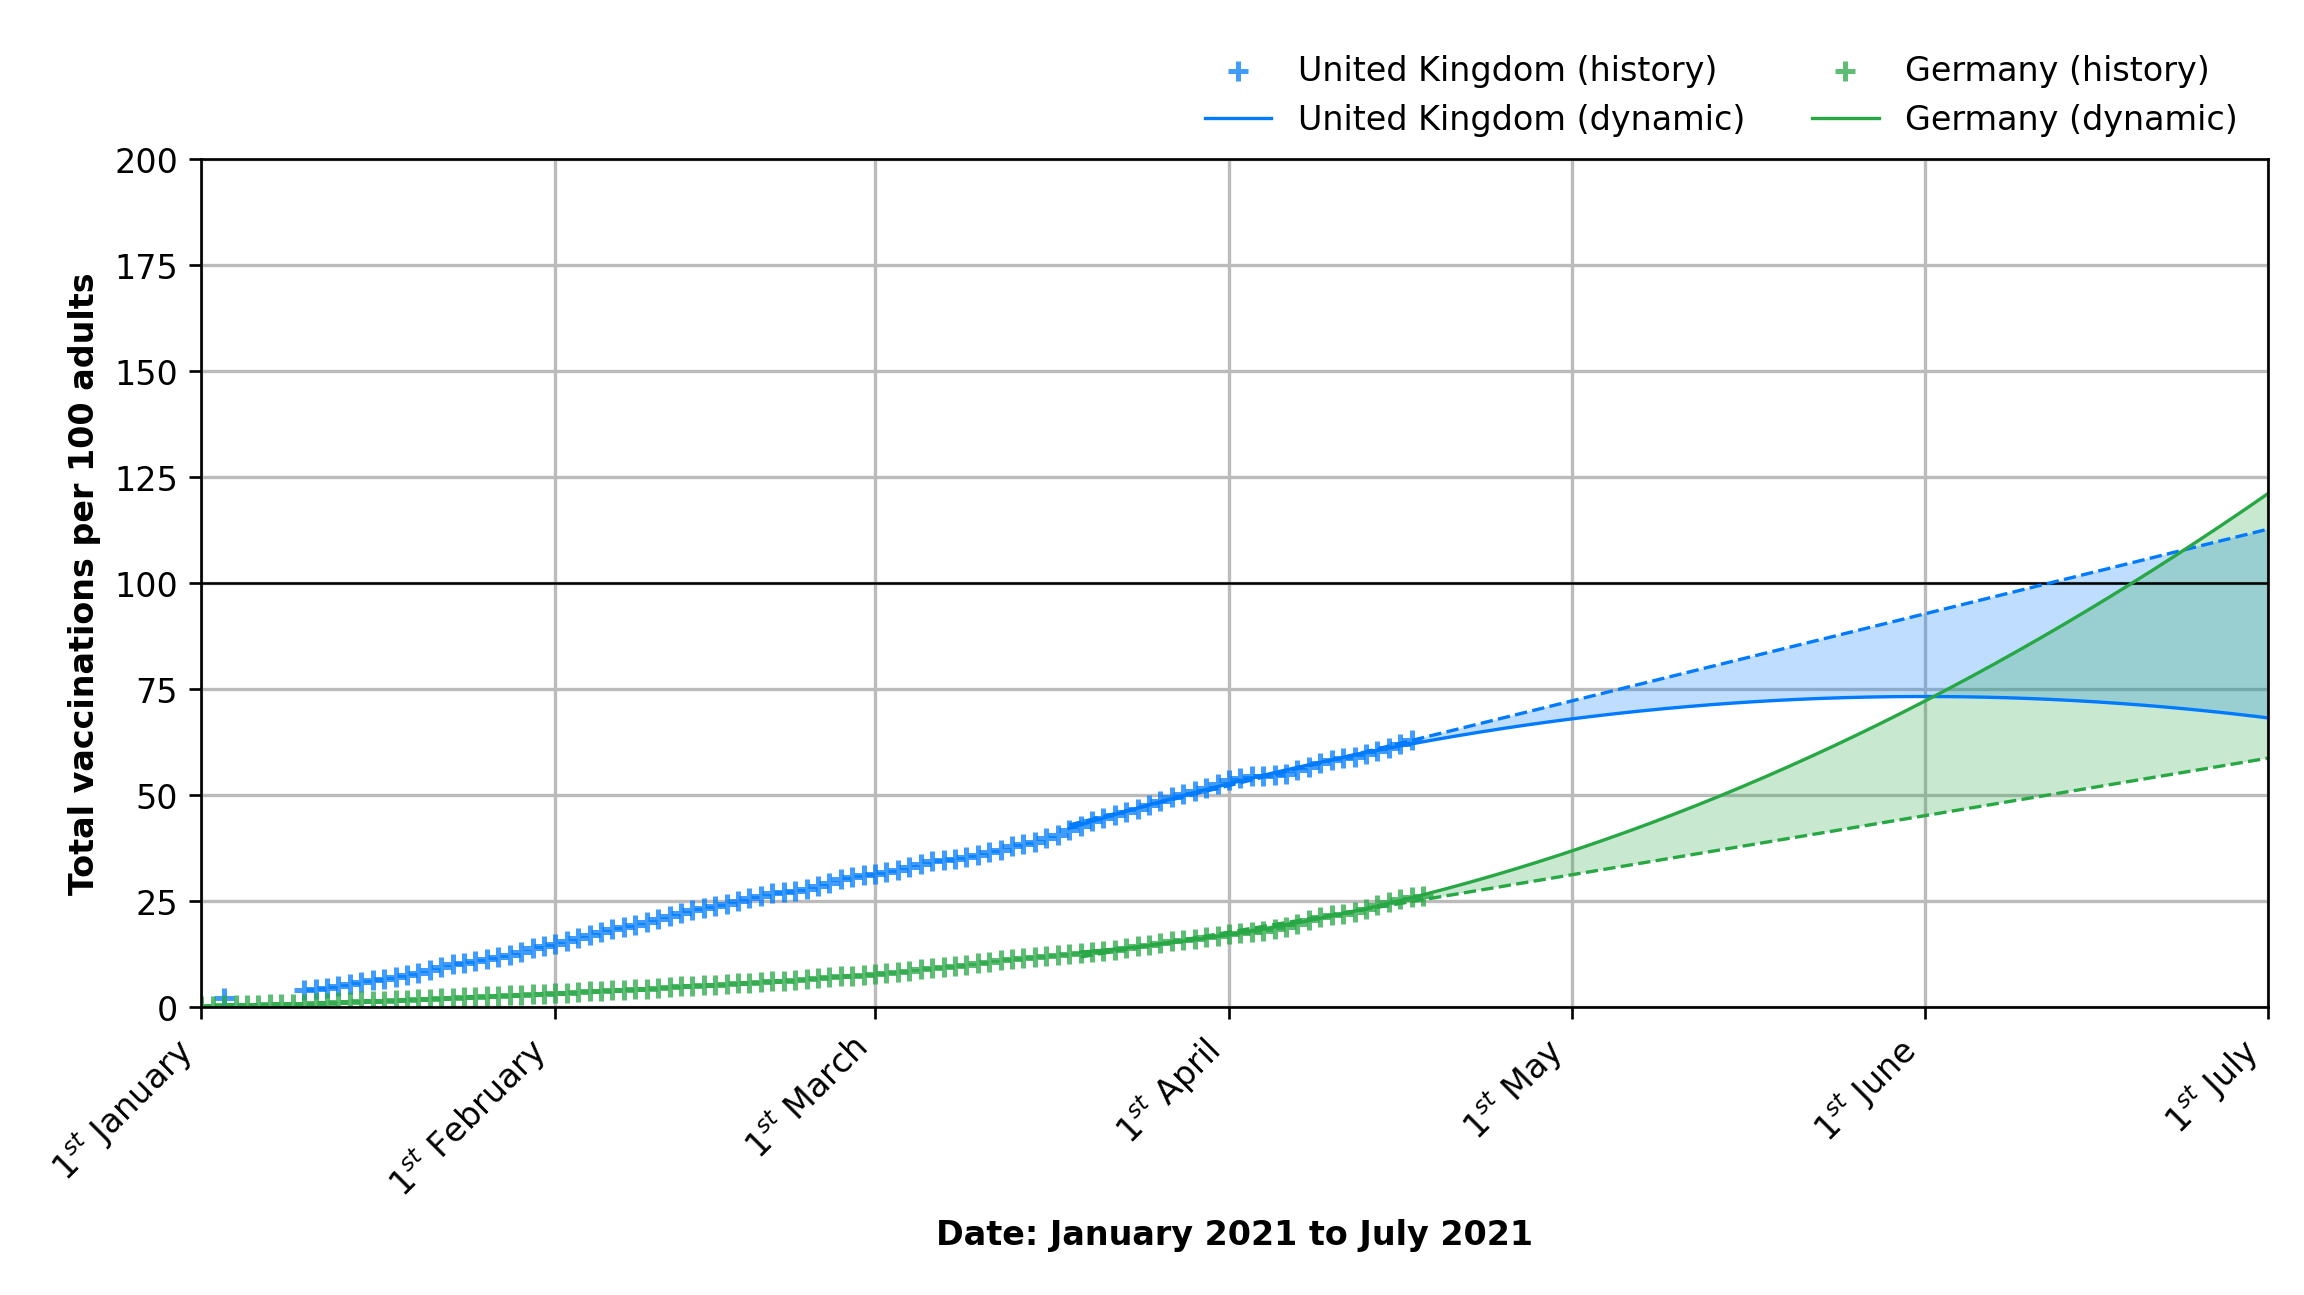 United Kingdom (history)
United Kingdom (dynamic)
Germany (history)
Germany (dynamic)
Total vaccinations per 100 adults
200
175
150
125
100
75
50
25
0
1st January
1st February
1st March
1st April
1st May
1st June
1st July
Date: January 2021 to July 2021